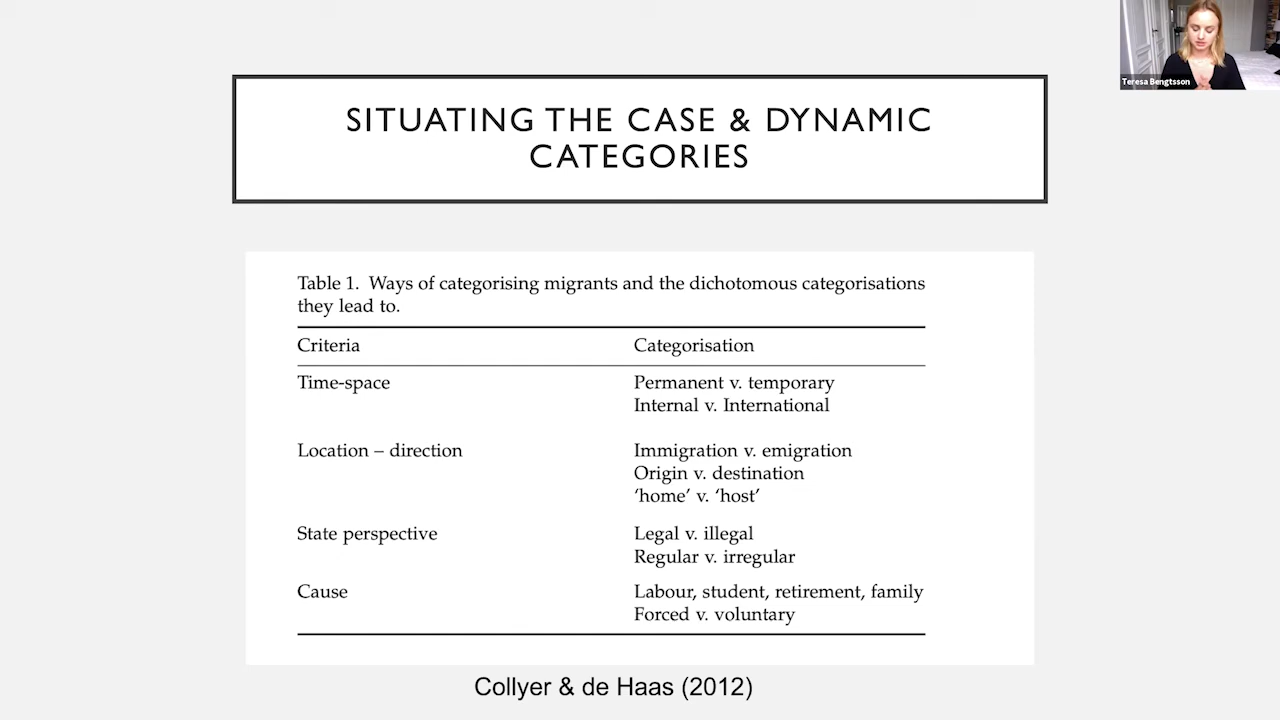 Teresa Bengtsson
SITUATING THE CASE & DYNAMIC
CATEGORIES
Table 1. Ways of categorising migrants and the dichotomous categorisations
they lead to.
Criteria Categorisation
Time-space Permanent v. temporary
Internal v. International
Location – direction Immigration v. emigration
Origin v. destination
‘home’ v. ‘host’
State perspective Legal v. illegal
Regular v. irregular
Cause Labour, student, retirement, family
Forced v. voluntary
Collyer & de Haas (2012)